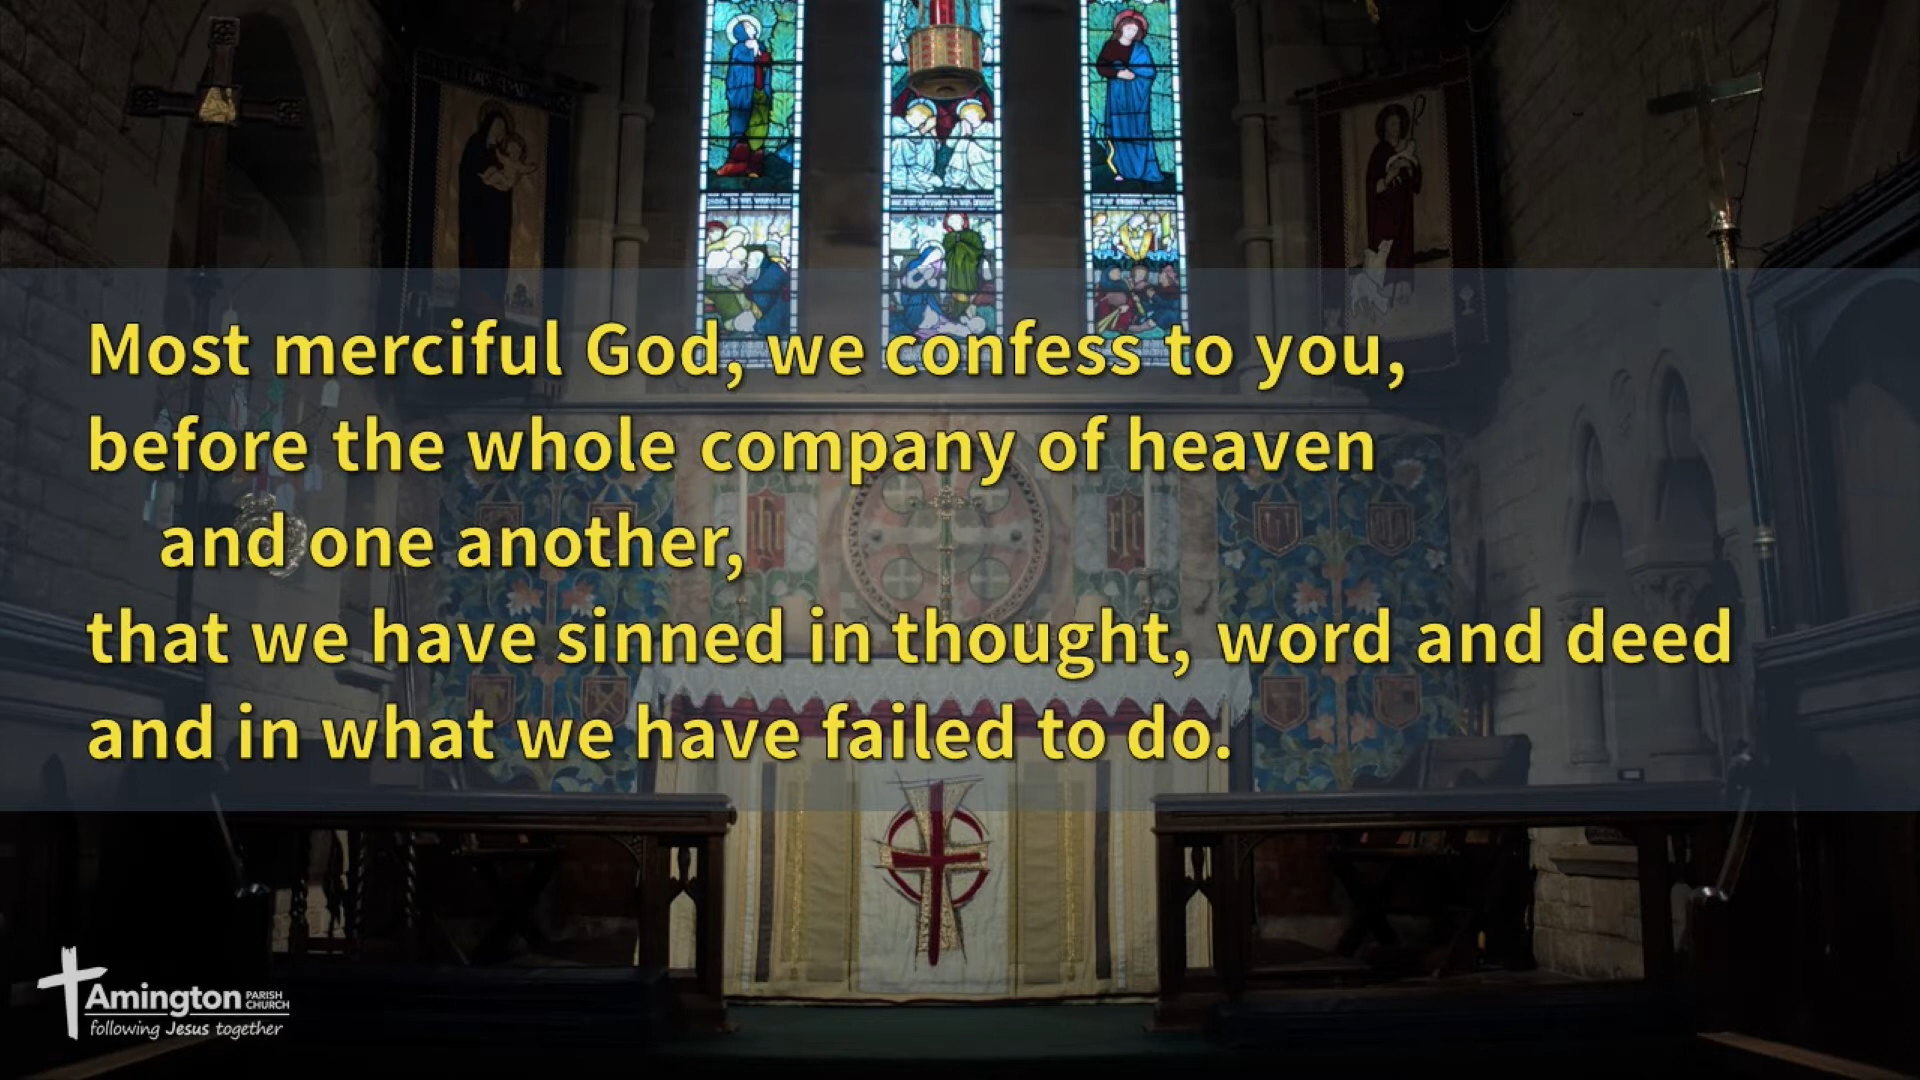 Most merciful God, we confess to you,
before the whole company of heaven
and one another,
that we have sinned in thought, word and deed
and in what we have failed to do.
Amington PARISH CHURCH
following Jesus together